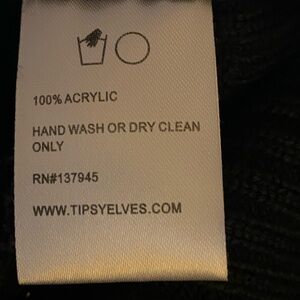 100% ACRYLIC
HAND WASH OR DRY CLEAN
ONLY
RN#137945
WWW.TIPSYELVES.COM